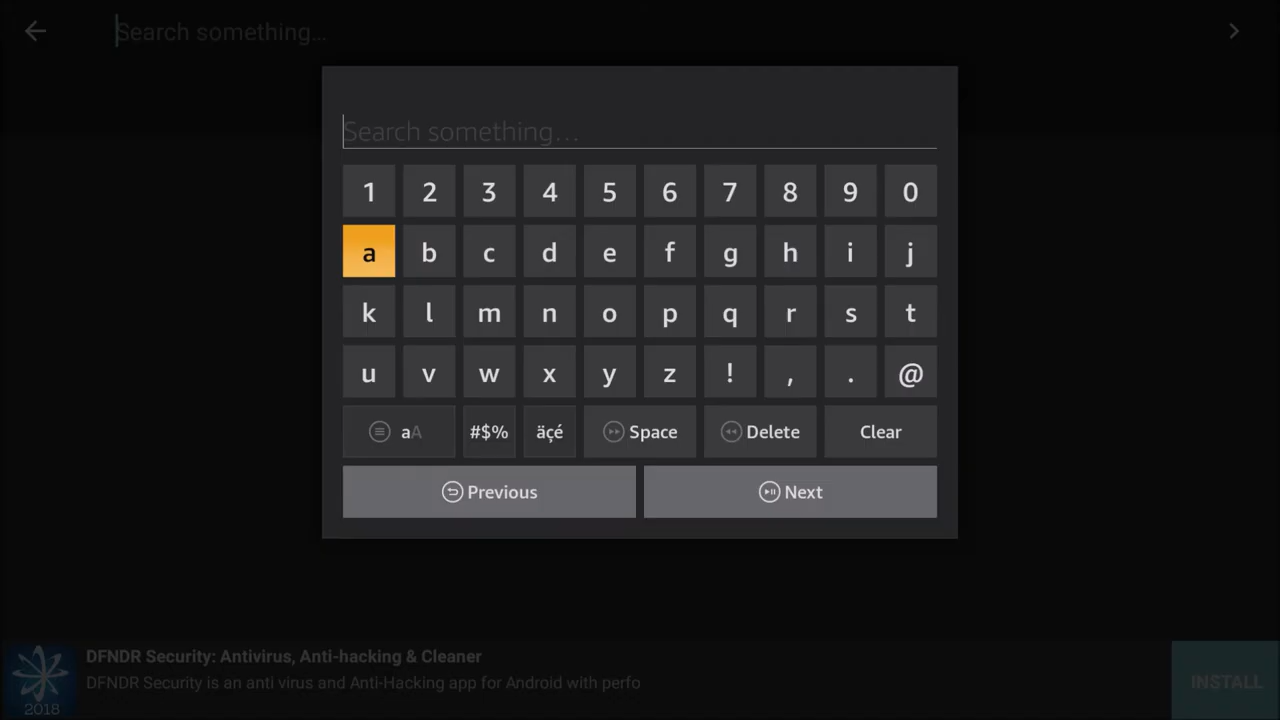 Search something...
Search something...
1 2 3 4 5 6 7 8 9 0
a b c d e f g h i j
k l m n o p q r s t
u v w x y z ! , . @
aA #$% äçé Space Delete Clear
Previous Next
DFNDR Security: Antivirus, Anti-hacking & Cleaner
DFNDR Security is an anti virus and Anti-Hacking app for Android with perfo
INSTALL
2018